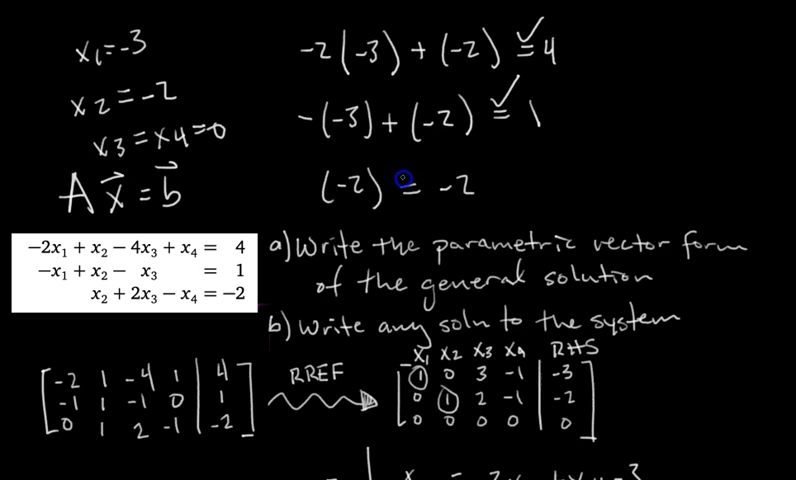 x₁=-3
x₂=-2
x₃=x₄=0
Ax⃗=b⃗
-2(-3)+(-2)=4
-(-3)+(-2)=1
(-2)=-2
−2x₁ + x₂ − 4x₃ + x₄ = 4
−x₁ + x₂ − x₃ = 1
x₂ + 2x₃ − x₄ = −2
a) Write the parametric vector form
of the general solution
b) Write any soln to the system
-2 1 -4 1 | 4
-1 1 -1 0 | 1
0 1 2 -1 | -2
RREF
x₁ x₂ x₃ x₄ RHS
1 0 3 -1 | -3
0 1 2 -1 | -2
0 0 0 0 | 0